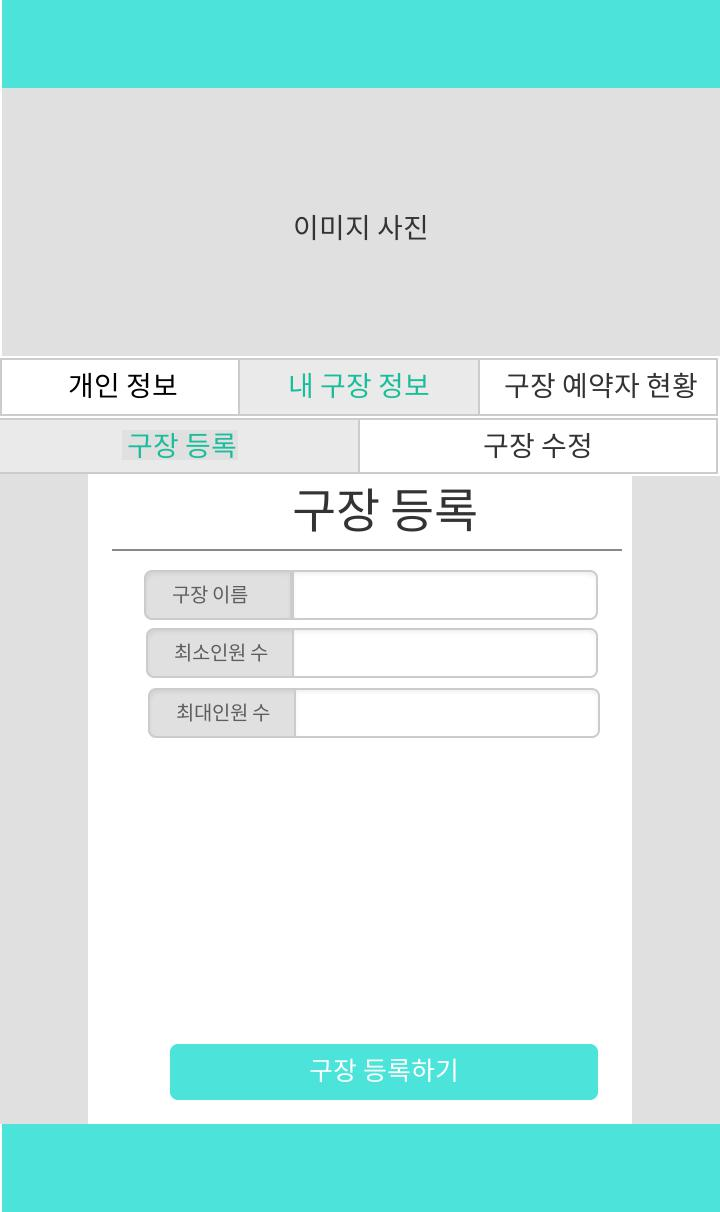 이미지 사진
개인 정보
내 구장 정보
구장 예약자 현황
구장 등록
구장 수정
구장 등록
구장 이름
최소인원 수
최대인원 수
구장 등록하기